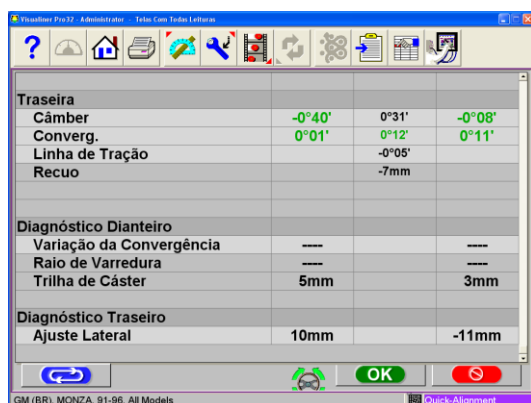 Visualiner Pro32 - Administrator - Telas Com Todas Leituras
?
Traseira
Câmber -0°40' 0°31' -0°08'
Converg. 0°01' 0°12' 0°11'
Linha de Tração -0°05'
Recuo -7mm
Diagnóstico Dianteiro
Variação da Convergência ---- ----
Raio de Varredura ---- ----
Trilha de Cáster 5mm 3mm
Diagnóstico Traseiro
Ajuste Lateral 10mm -11mm
OK
GM (BR), MONZA, 91-96, All Models Quick-Alignment